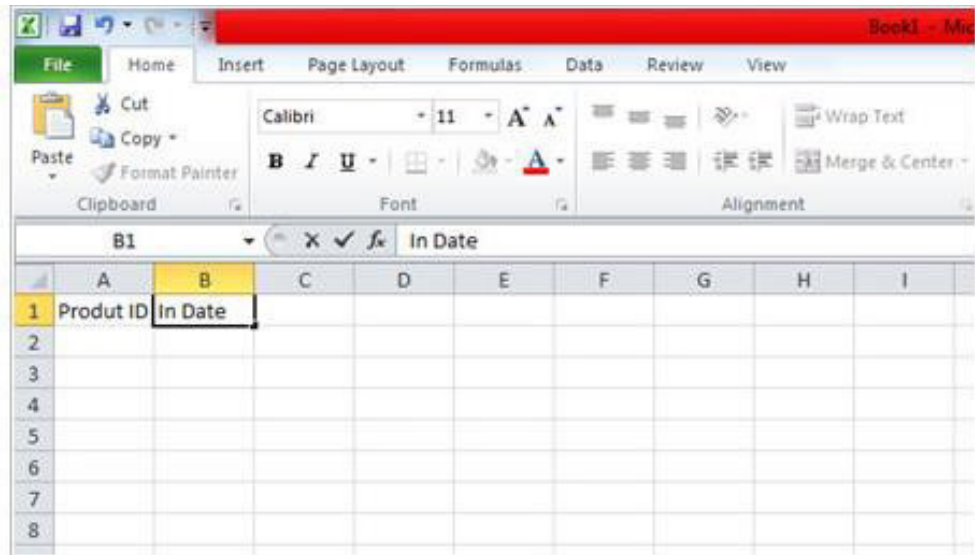 Book1 - Mic
File Home Insert Page Layout Formulas Data Review View
Cut
Copy
Paste
Format Painter
Calibri 11 A A
B I U A
Wrap Text
Merge & Center
Clipboard Font Alignment
B1 fx In Date
A B C D E F G H I
1 Produt ID In Date
2
3
4
5
6
7
8